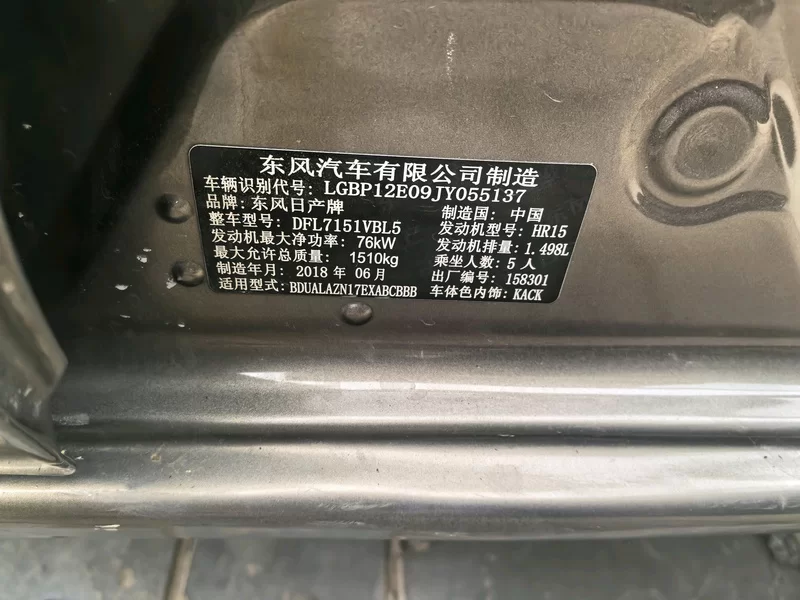 东风汽车有限公司制造
车辆识别代号: LGBP12E09JY055137
品牌: 东风日产牌 制造国: 中国
整车型号: DFL7151VBL5 发动机型号: HR15
发动机最大净功率: 76kW 发动机排量: 1.498L
最大允许总质量: 1510kg 乘坐人数: 5 人
制造年月: 2018 年 06 月 出厂编号: 158301
适用型式: BDUALAZN17EXABCBBB 车体色内饰: KACK